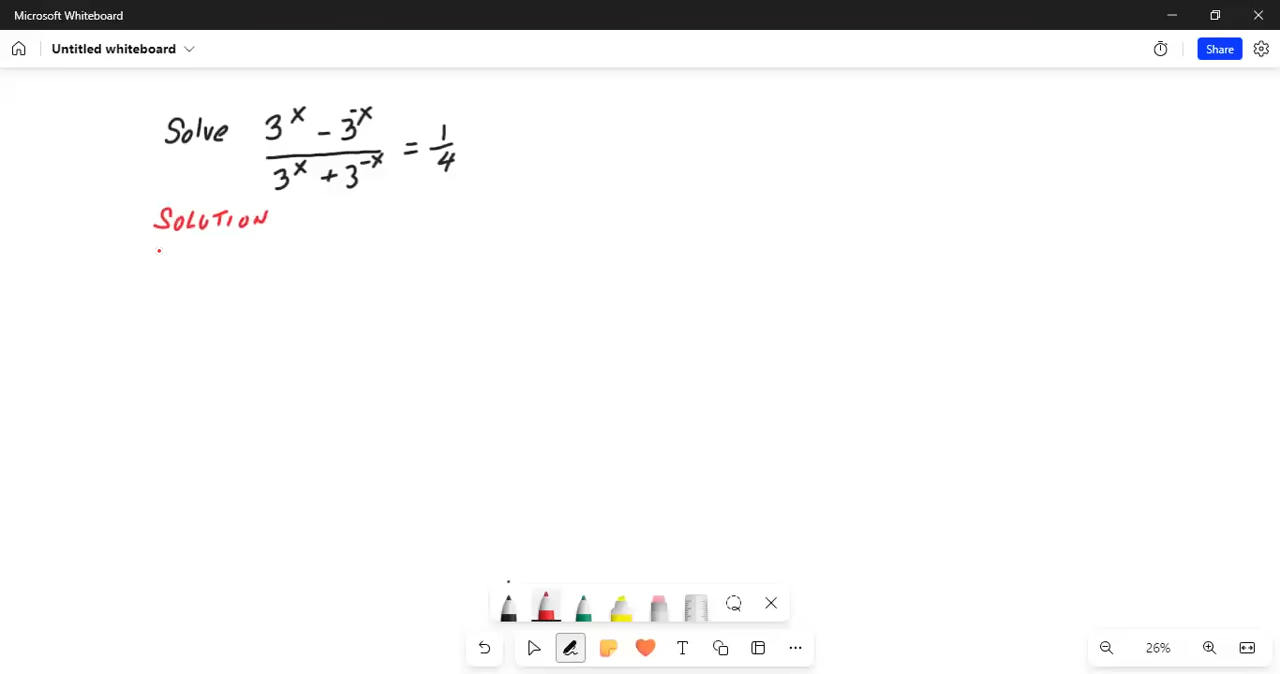 Microsoft Whiteboard
Untitled whiteboard
Share
Solve (3^x - 3^-x)/(3^x + 3^-x) = 1/4
SOLUTION
T
26%